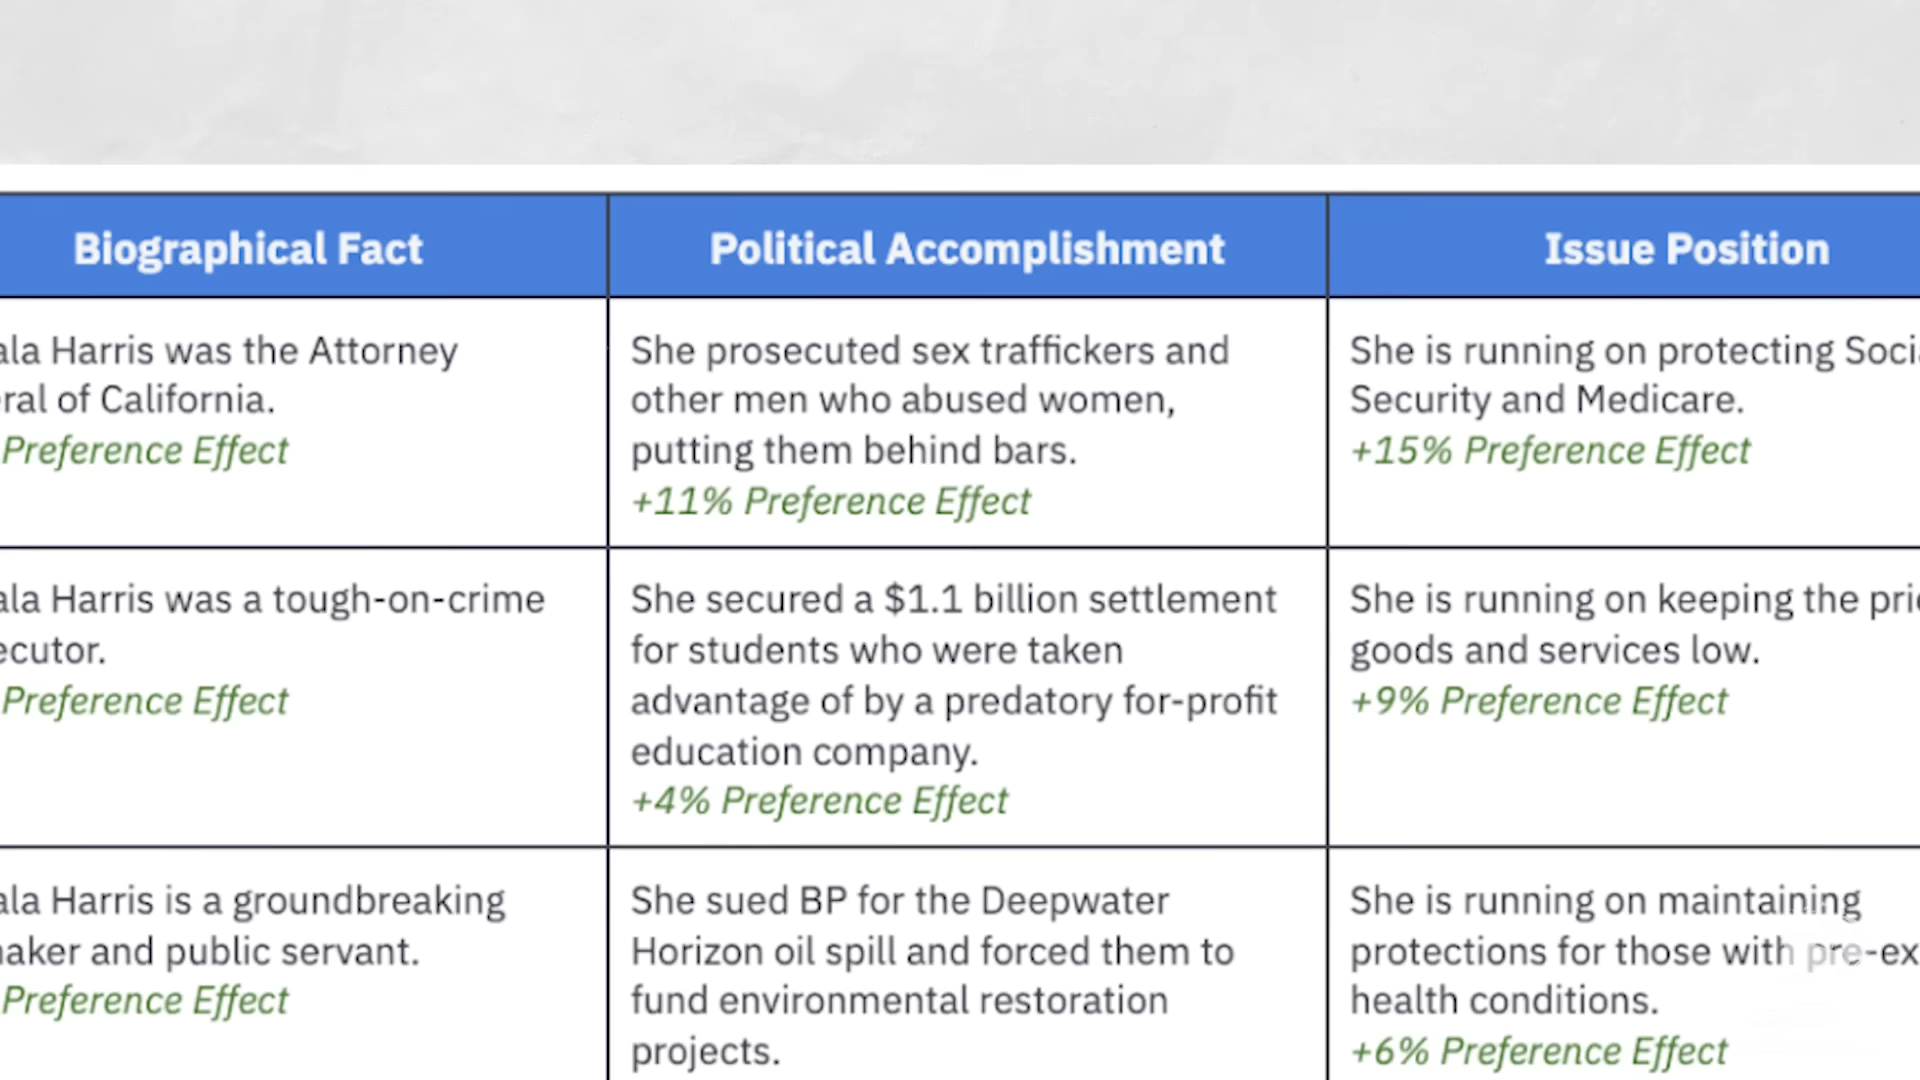 Biographical Fact
Political Accomplishment
Issue Position
ala Harris was the Attorney
eral of California.
Preference Effect
She prosecuted sex traffickers and
other men who abused women,
putting them behind bars.
+11% Preference Effect
She is running on protecting Soci
Security and Medicare.
+15% Preference Effect
ala Harris was a tough-on-crime
ecutor.
Preference Effect
She secured a $1.1 billion settlement
for students who were taken
advantage of by a predatory for-profit
education company.
+4% Preference Effect
She is running on keeping the pri
goods and services low.
+9% Preference Effect
ala Harris is a groundbreaking
naker and public servant.
Preference Effect
She sued BP for the Deepwater
Horizon oil spill and forced them to
fund environmental restoration
projects.
She is running on maintaining
protections for those with pre-ex
health conditions.
+6% Preference Effect